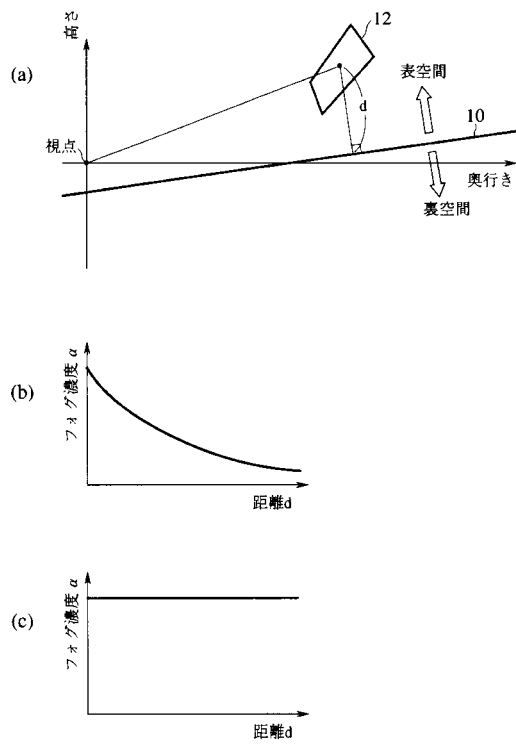 (a)
高さ
12
表空間
d
10
視点
奥行き
裏空間
(b)
フォグ濃度 α
距離d
(c)
フォグ濃度 α
距離d